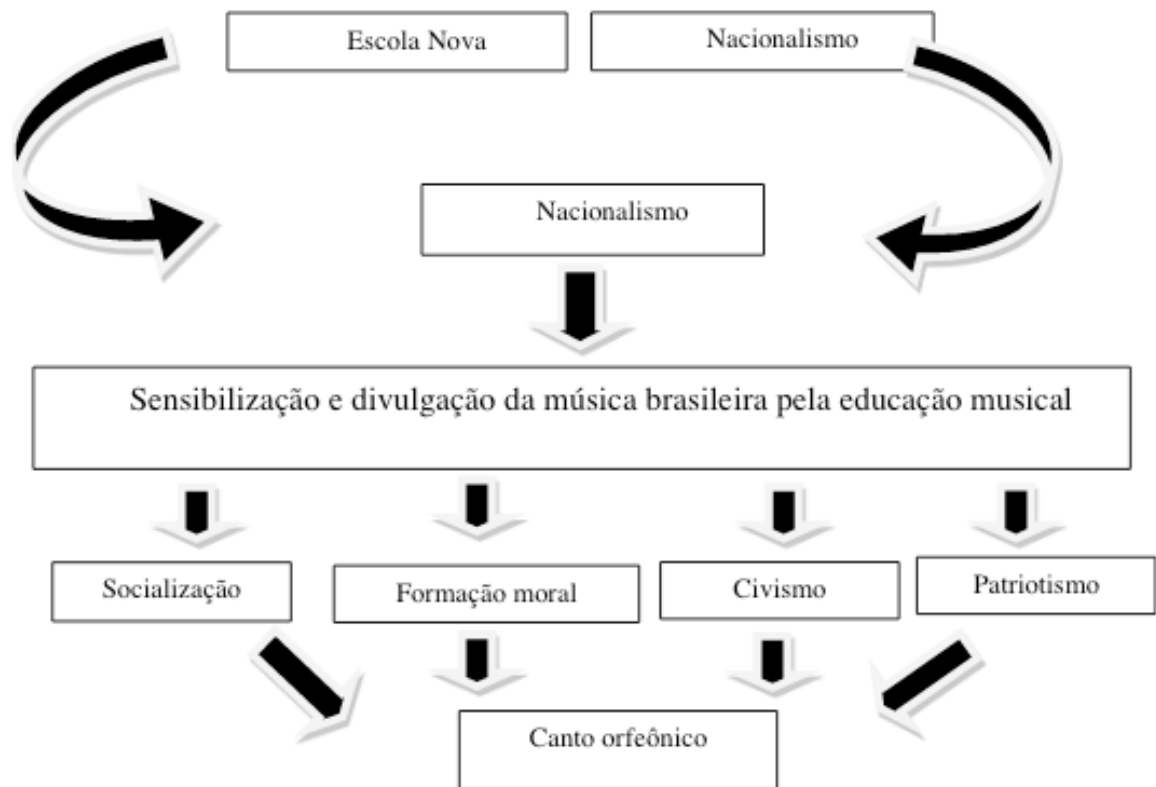 Escola Nova
Nacionalismo
Nacionalismo
Sensibilização e divulgação da música brasileira pela educação musical
Socialização
Formação moral
Civismo
Patriotismo
Canto orfeônico